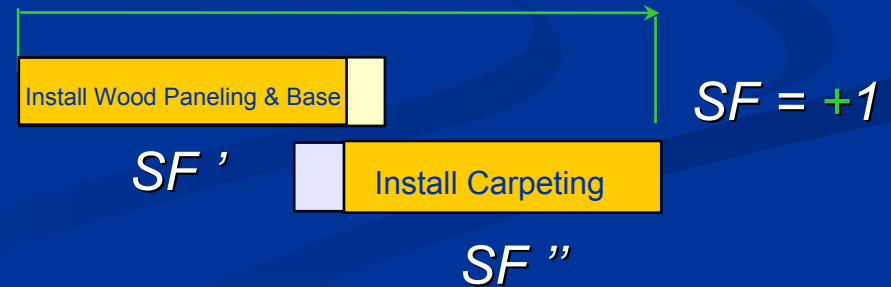 Install Wood Paneling & Base
SF = +1
SF ’
Install Carpeting
SF ”